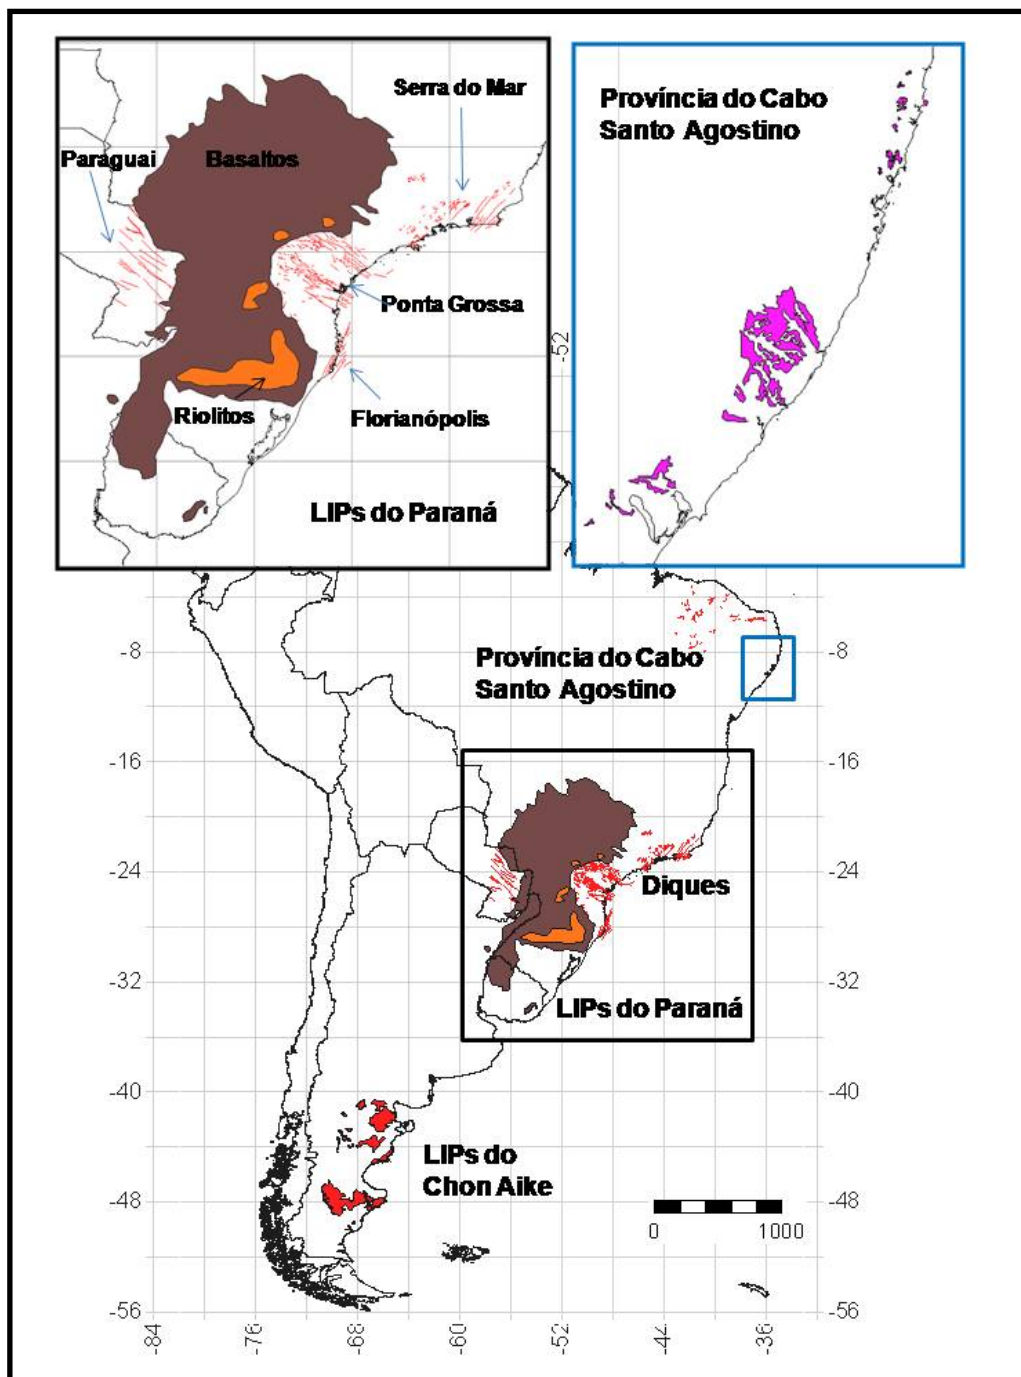 Serra do Mar
Paraguai
Basaltos
Ponta Grossa
Riolitos
Florianópolis
LIPs do Paraná
Província do Cabo
Santo Agostino
-52
-8
Província do Cabo
Santo Agostino
-8
-16
-16
-24
Diques
-24
-32
LIPs do Paraná
-32
-40
-40
LIPs do
Chon Aike
-48
-48
0
1000
-56
-56
-84
-76
-68
-60
-52
-44
-36